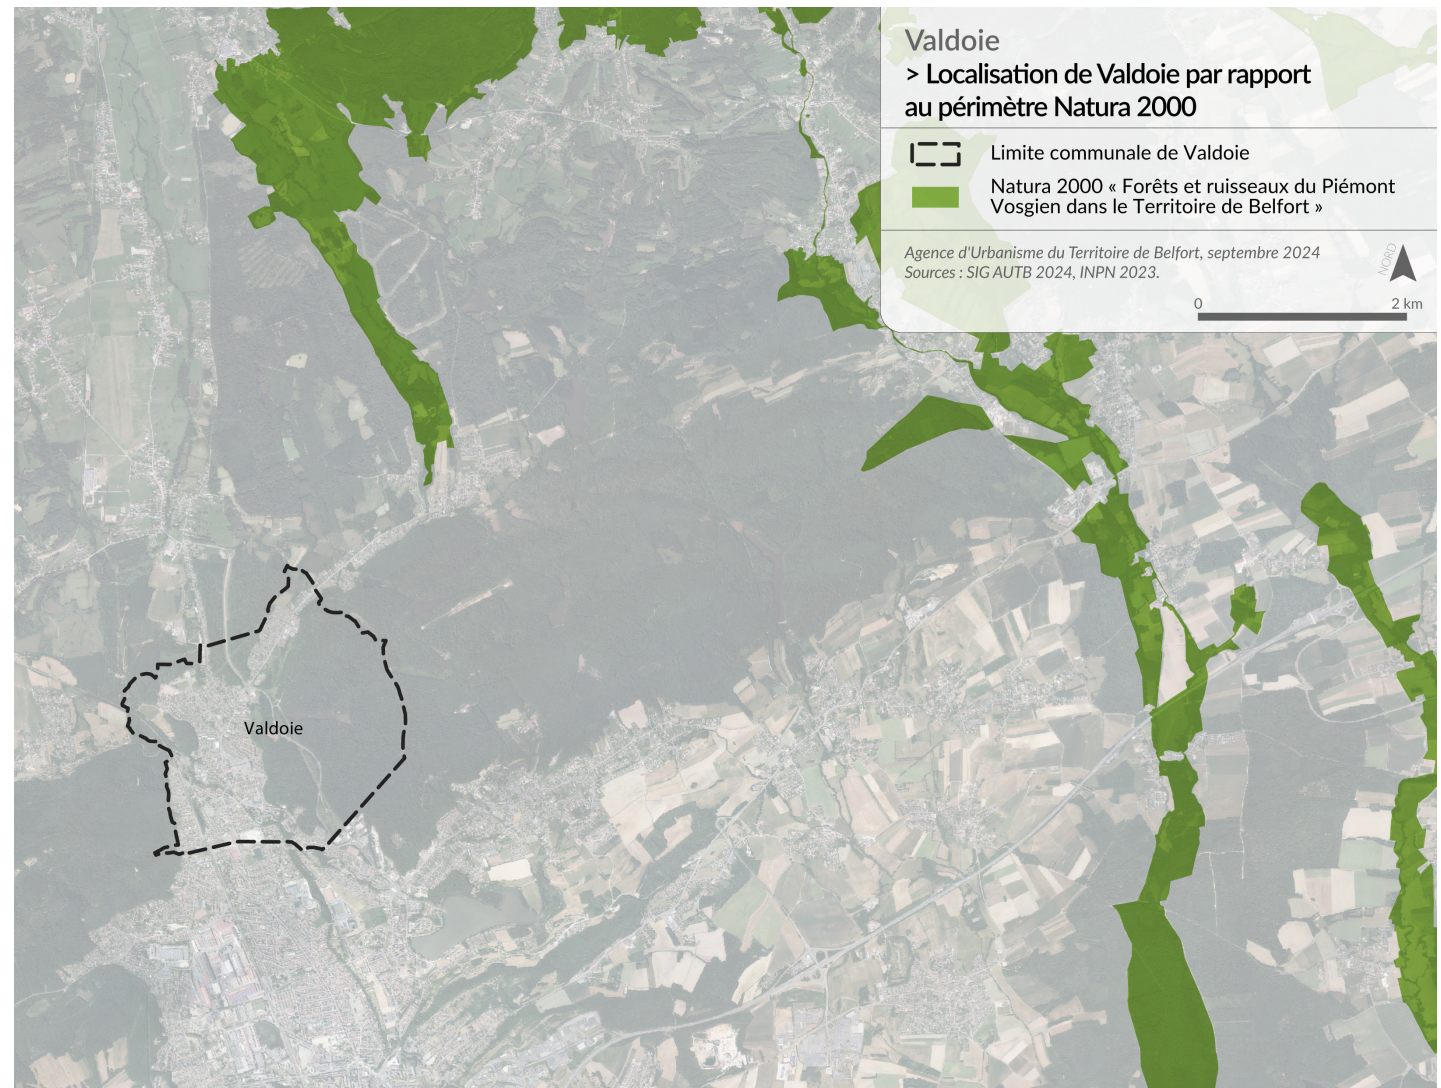 Valdoie
> Localisation de Valdoie par rapport
au périmètre Natura 2000
Limite communale de Valdoie
Natura 2000 « Forêts et ruisseaux du Piémont
Vosgien dans le Territoire de Belfort »
Agence d'Urbanisme du Territoire de Belfort, septembre 2024
Sources : SIG AUTB 2024, INPN 2023.
NORD
0 2 km
Valdoie